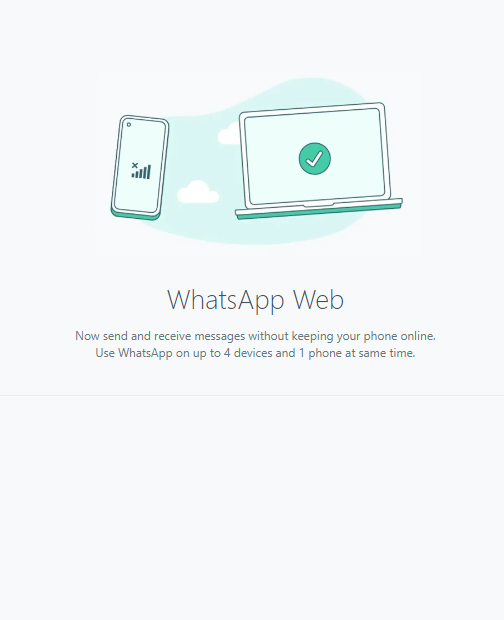 WhatsApp Web
Now send and receive messages without keeping your phone online.
Use WhatsApp on up to 4 devices and 1 phone at same time.